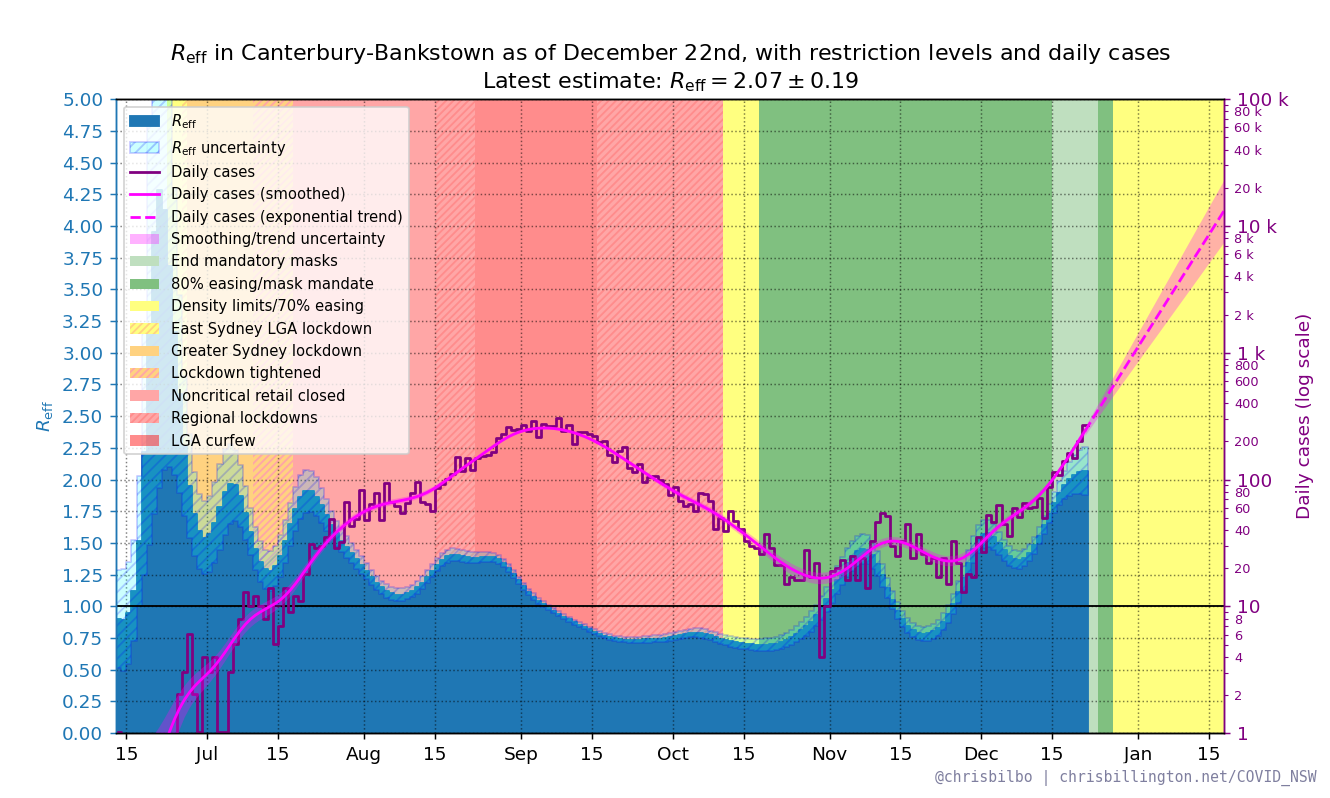 Reff in Canterbury-Bankstown as of December 22nd, with restriction levels and daily cases
Latest estimate: Reff = 2.07 ± 0.19
Reff
5.00
4.75
4.50
4.25
4.00
3.75
3.50
3.25
3.00
2.75
2.50
2.25
2.00
1.75
1.50
1.25
1.00
0.75
0.50
0.25
0.00
Reff
Reff uncertainty
Daily cases
Daily cases (smoothed)
Daily cases (exponential trend)
Smoothing/trend uncertainty
End mandatory masks
80% easing/mask mandate
Density limits/70% easing
East Sydney LGA lockdown
Greater Sydney lockdown
Lockdown tightened
Noncritical retail closed
Regional lockdowns
LGA curfew
100 k
80 k
60 k
40 k
20 k
10 k
8 k
6 k
4 k
2 k
1 k
800
600
400
200
100
80
60
40
20
10
8
6
4
2
1
Daily cases (log scale)
15 Jul 15 Aug 15 Sep 15 Oct 15 Nov 15 Dec 15 Jan 15
@chrisbilbo | chrisbillington.net/COVID_NSW